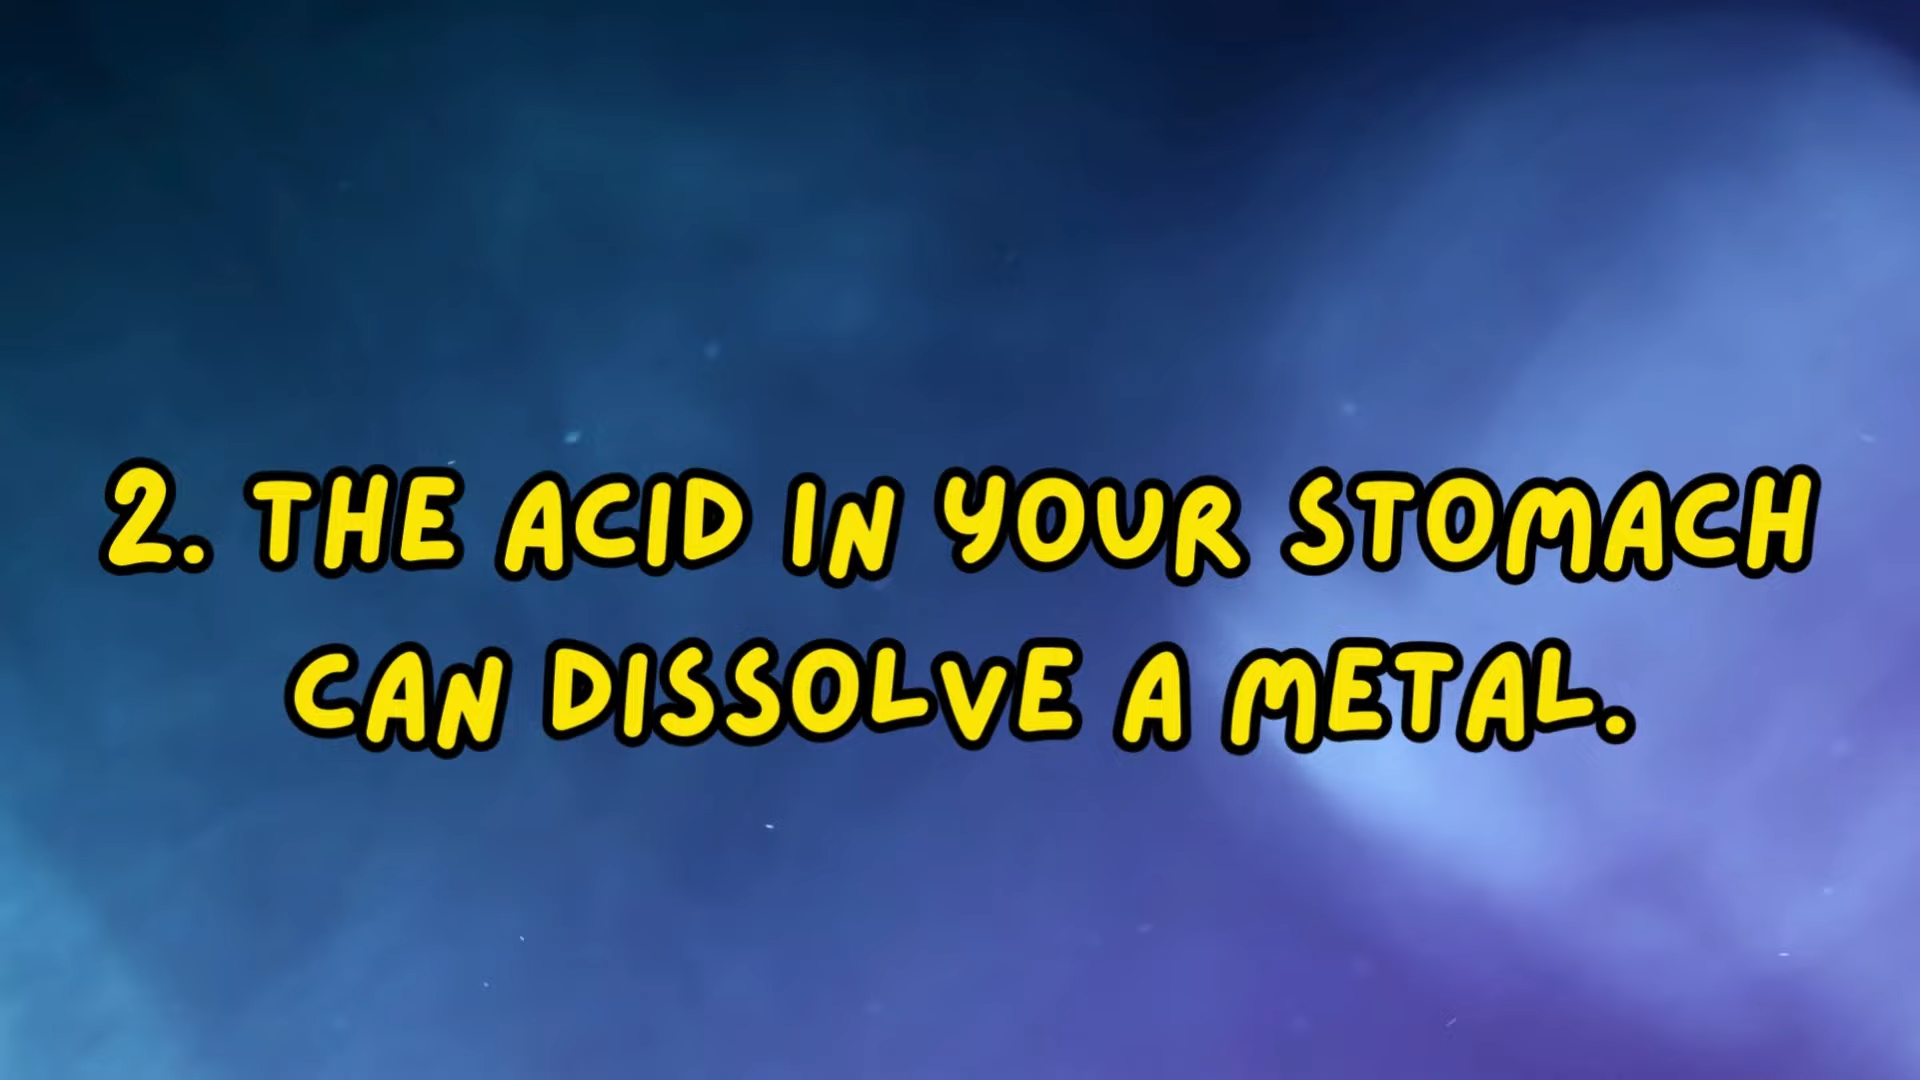 2. THE ACID IN YOUR STOMACH
CAN DISSOLVE A METAL.